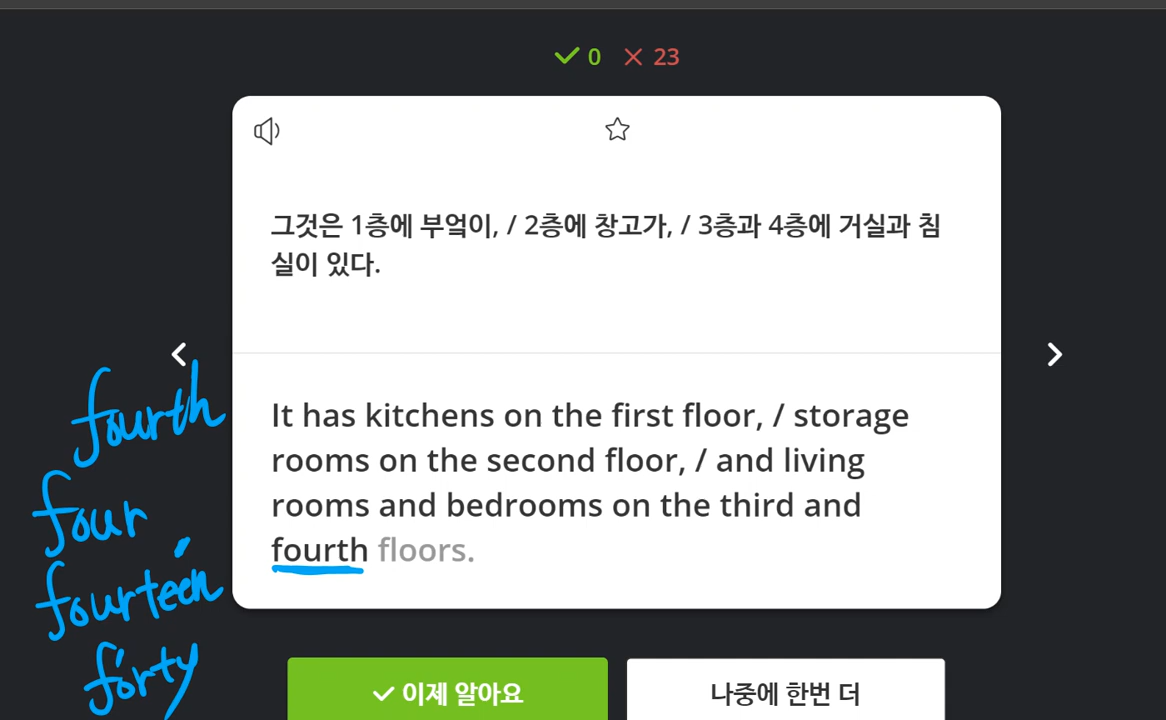 0 23
그것은 1층에 부엌이, / 2층에 창고가, / 3층과 4층에 거실과 침
실이 있다.
It has kitchens on the first floor, / storage
rooms on the second floor, / and living
rooms and bedrooms on the third and
fourth floors.
fourth
four
fourteen
forty
이제 알아요
나중에 한번 더